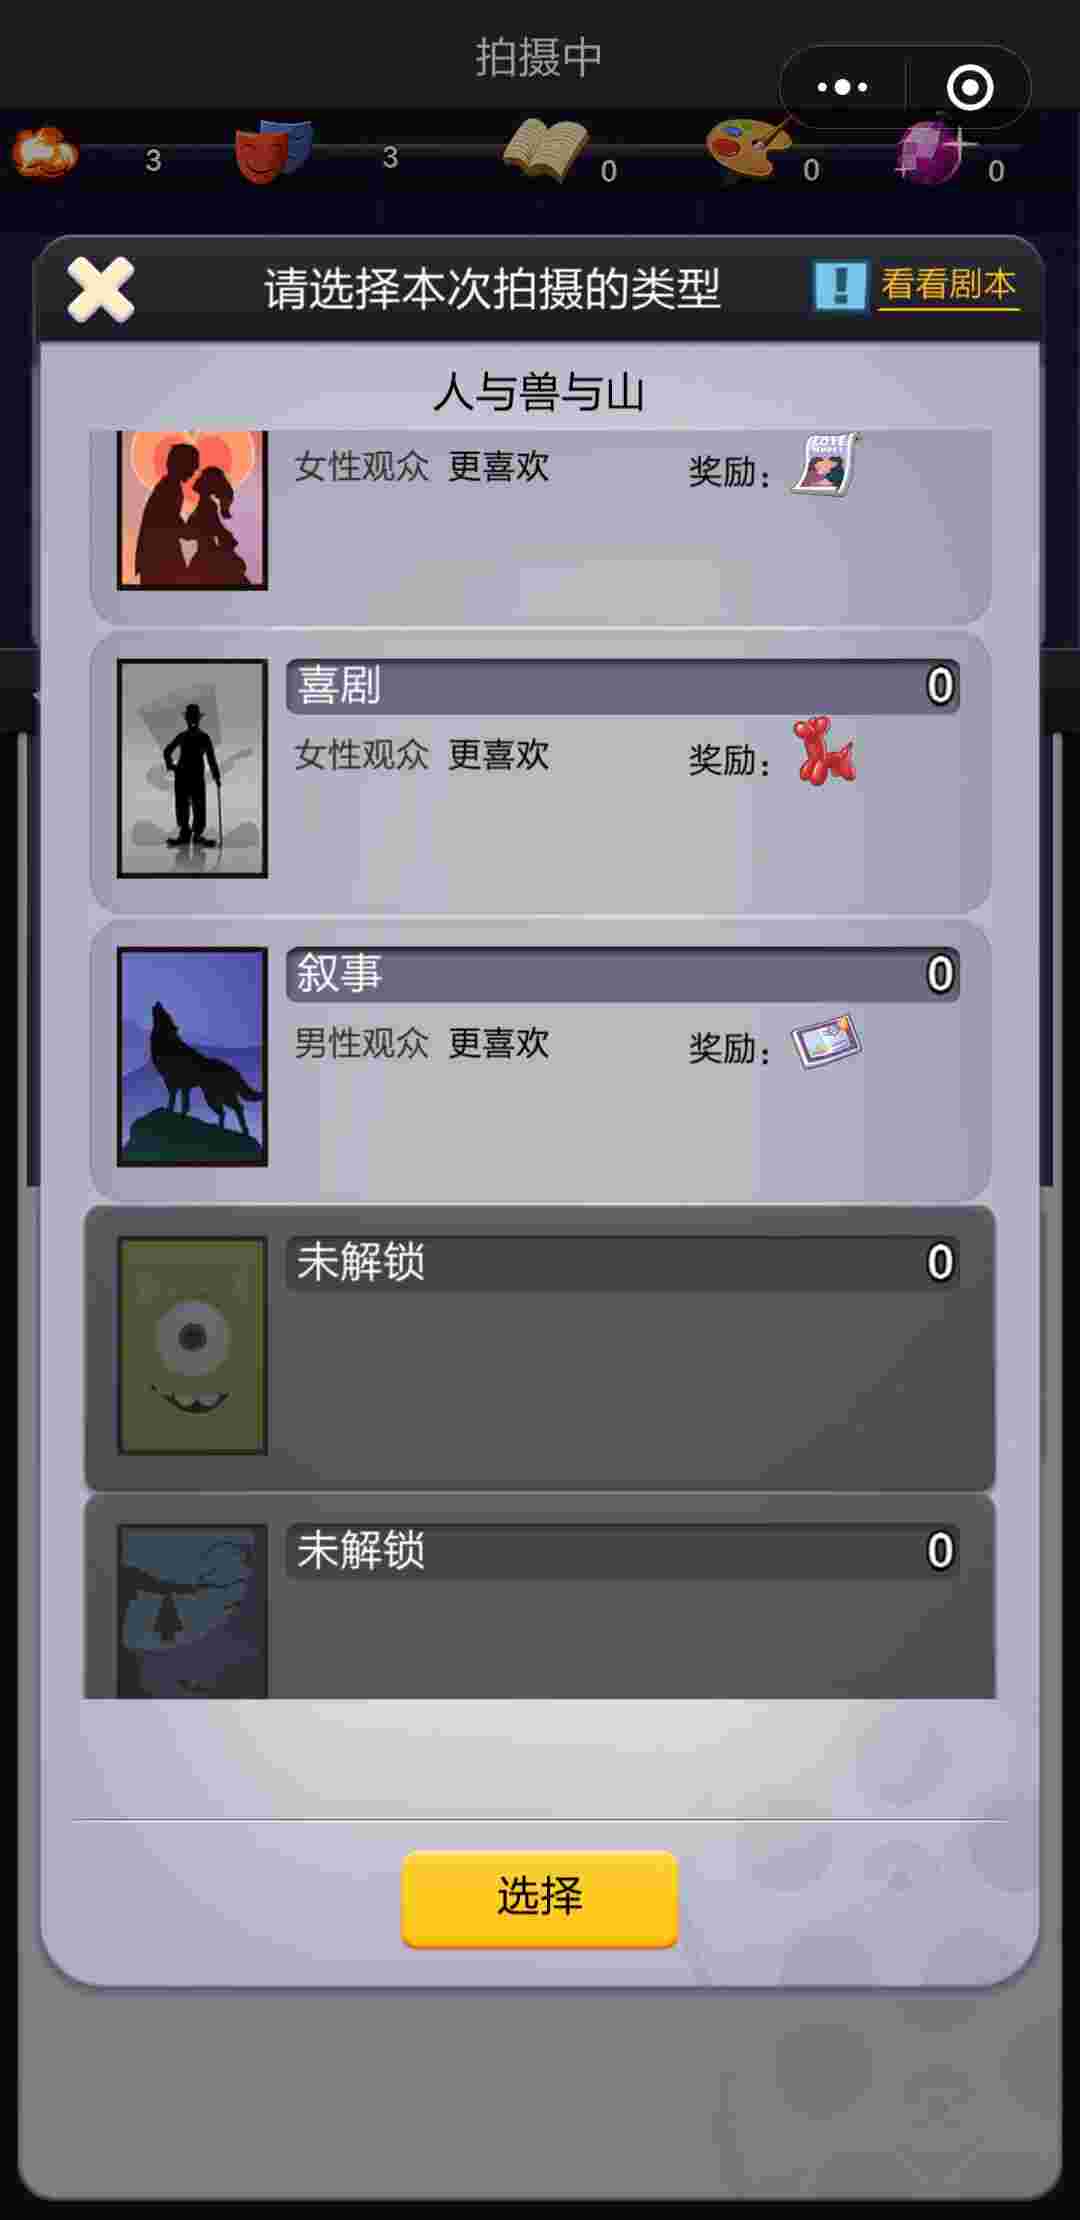 拍摄中
3
3
0
0
0
请选择本次拍摄的类型
看看剧本
人与兽与山
女性观众 更喜欢 奖励：
LOVE
喜剧 0
女性观众 更喜欢 奖励：
叙事 0
男性观众 更喜欢 奖励：
未解锁 0
未解锁 0
选择